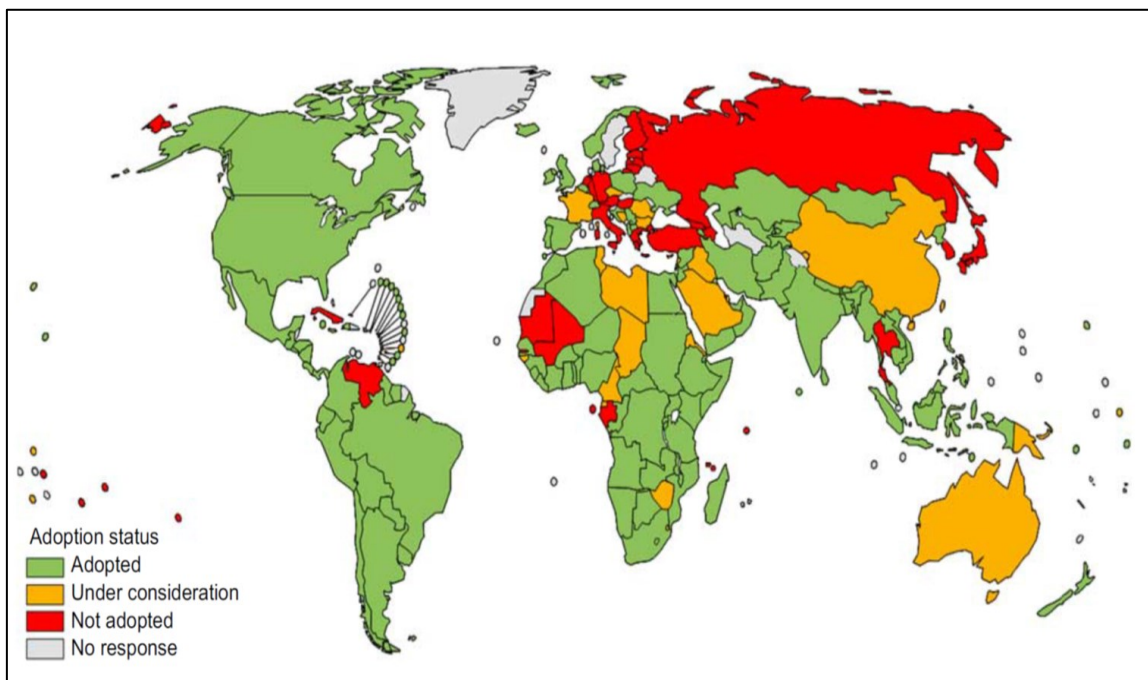 Adoption status
Adopted
Under consideration
Not adopted
No response